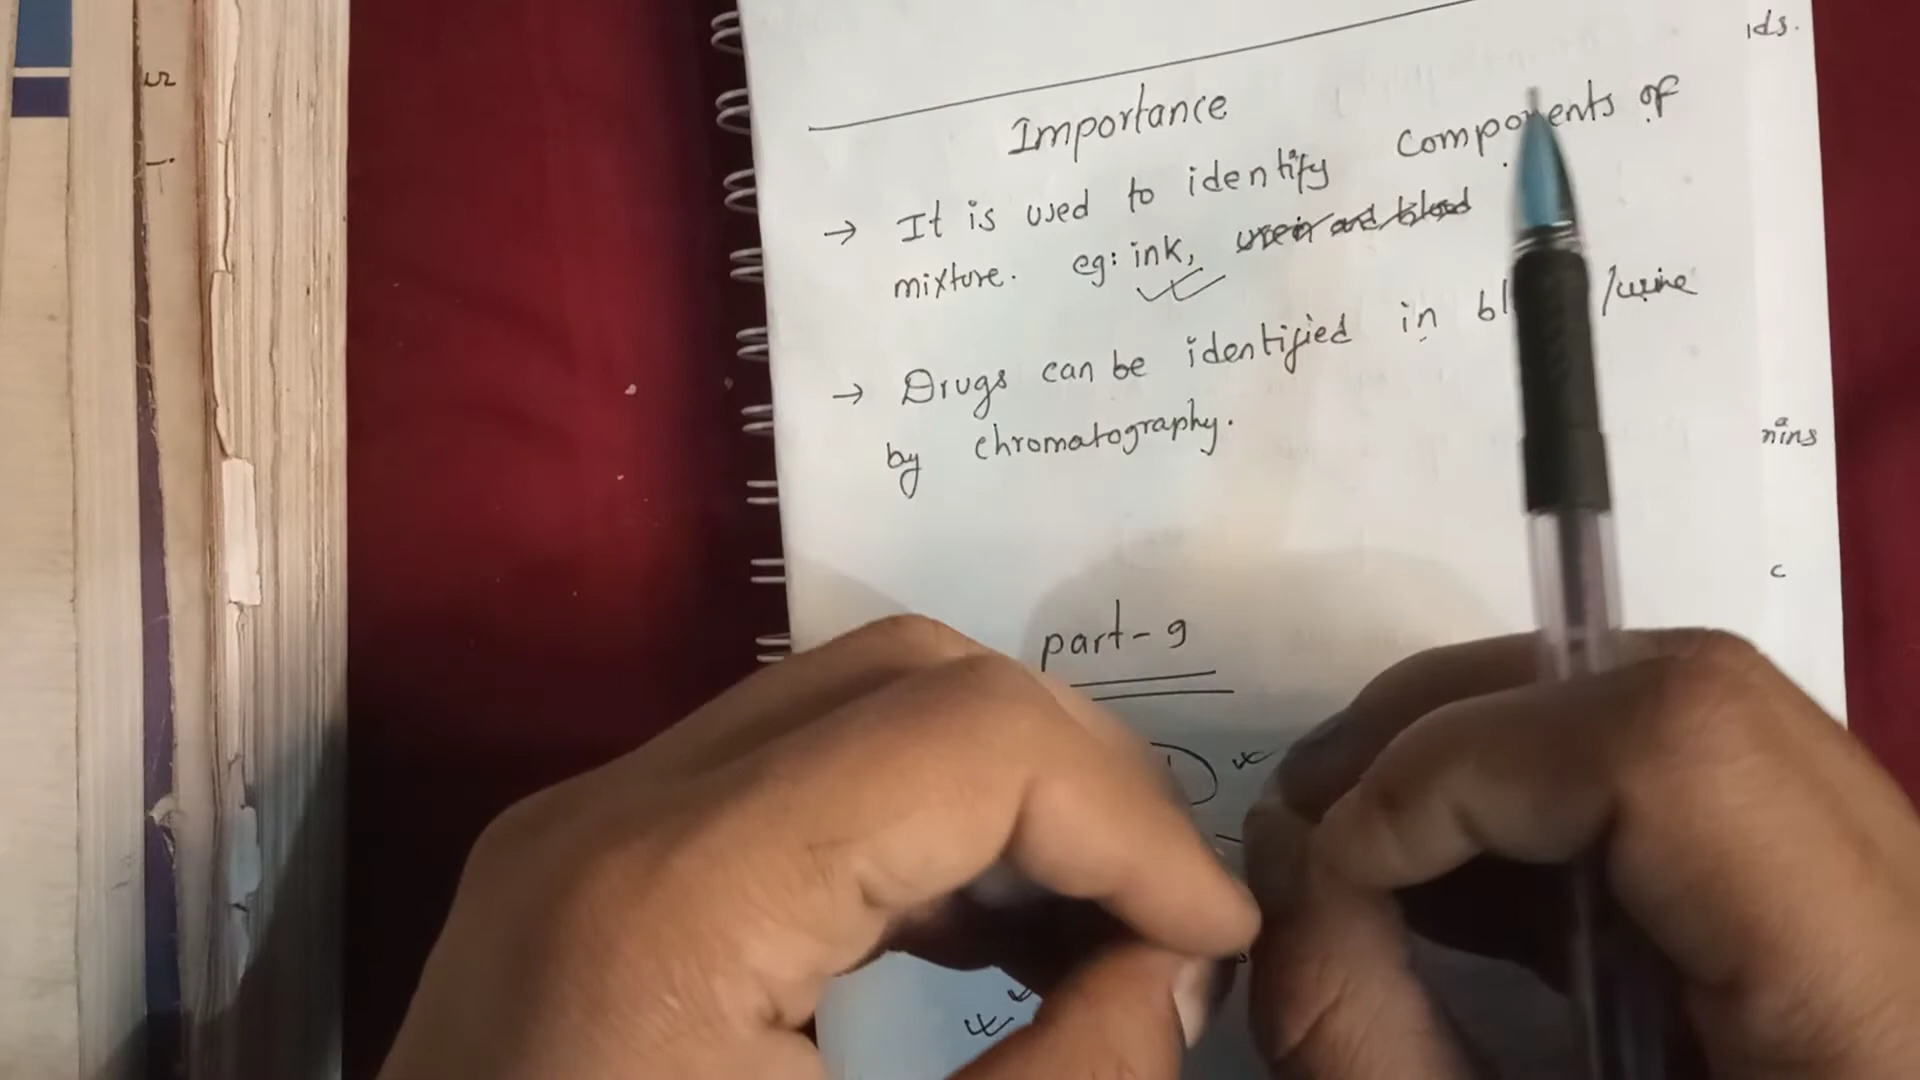 ids.
Importance
→ It is used to identify components of
mixture. eg: ink,
→ Drugs can be identified in /urine
by chromatography.
nins
c
part-9